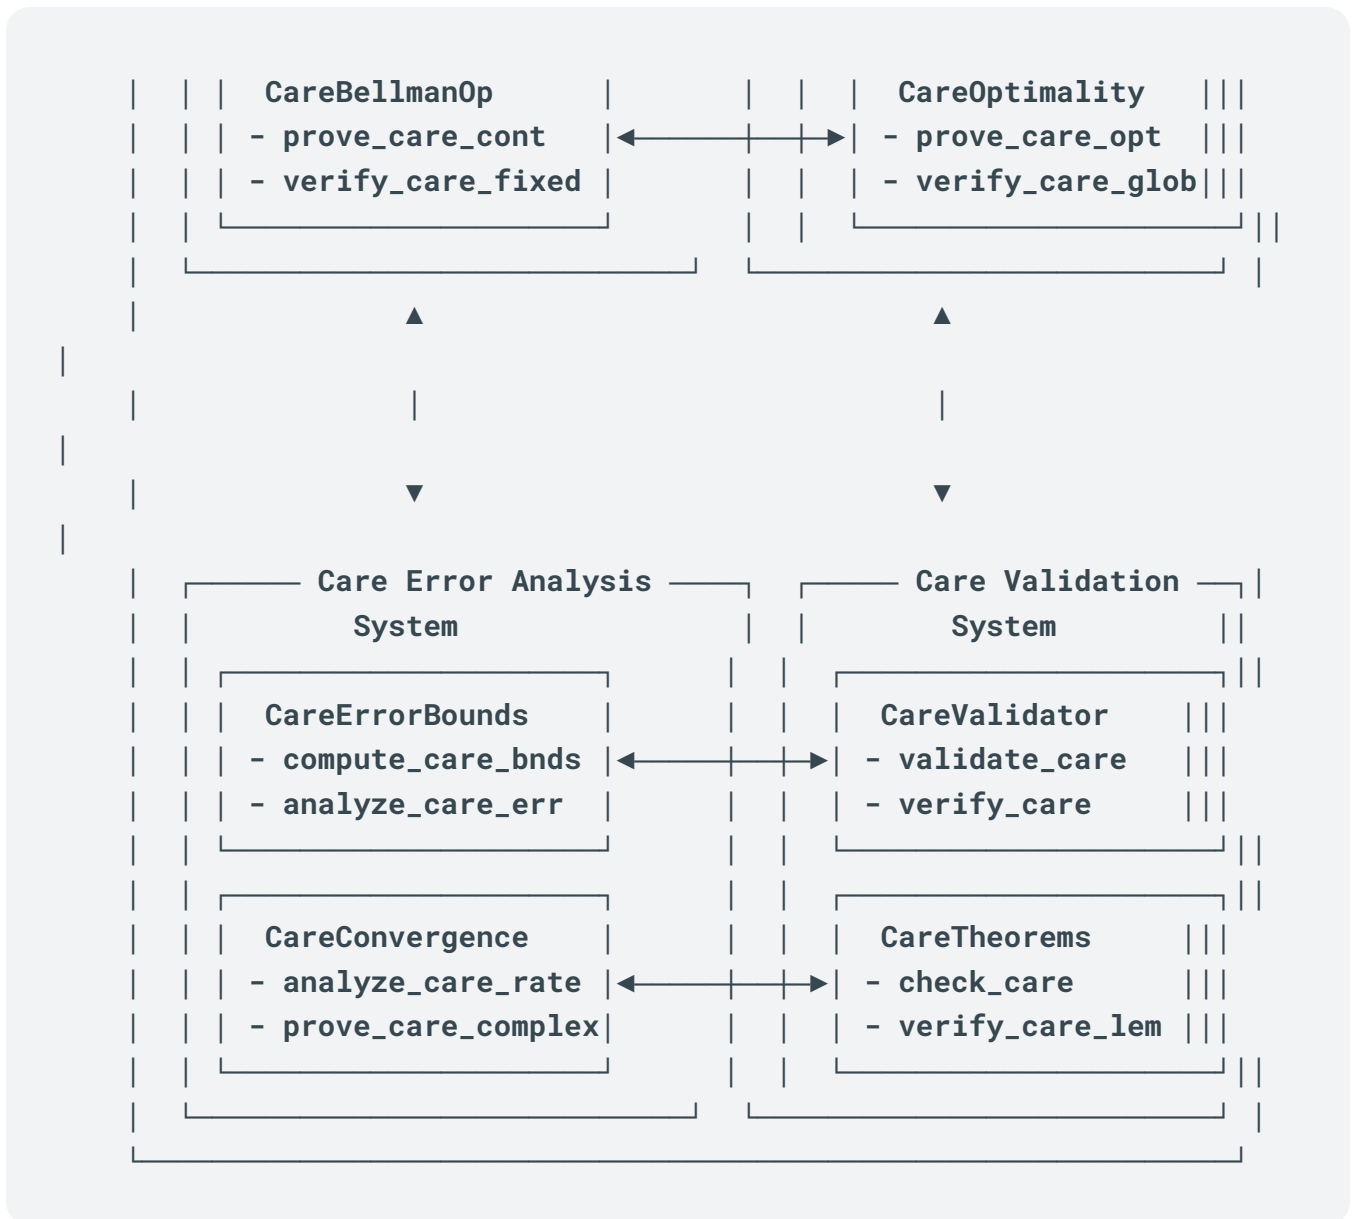 CareBellmanOp CareOptimality
- prove_care_cont - prove_care_opt
- verify_care_fixed - verify_care_glob
Care Error Analysis Care Validation
System System
CareErrorBounds CareValidator
- compute_care_bnds - validate_care
- analyze_care_err - verify_care
CareConvergence CareTheorems
- analyze_care_rate - check_care
- prove_care_complex - verify_care_lem